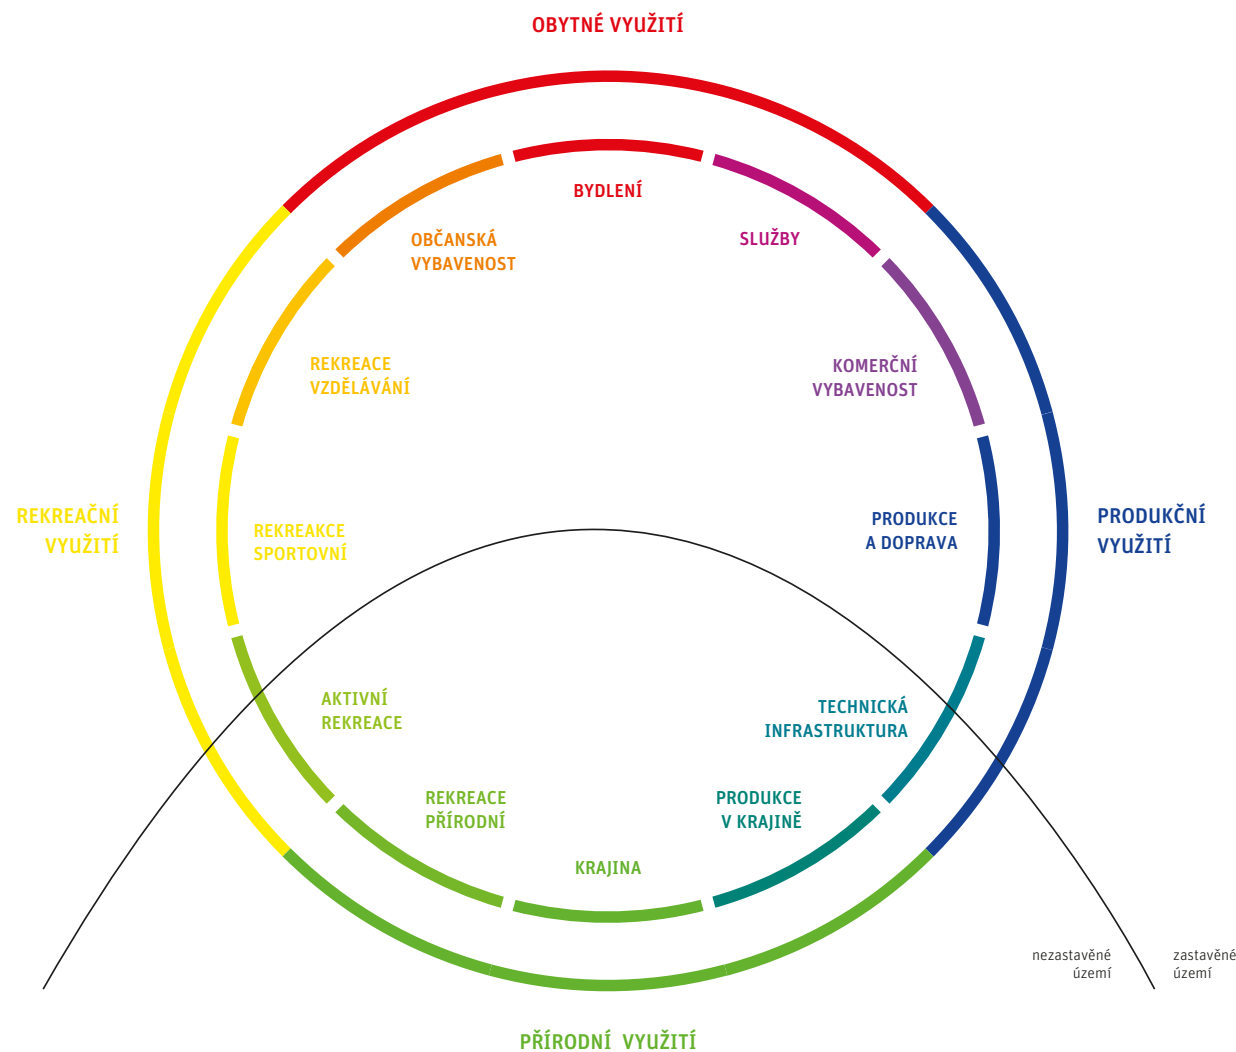 OBYTNÉ VYUŽITÍ
BYDLENÍ
OBČANSKÁ
VYBAVENOST
SLUŽBY
REKREACE
VZDĚLÁVÁNÍ
KOMERČNÍ
VYBAVENOST
REKREAČNÍ
VYUŽITÍ
REKREAKCE
SPORTOVNÍ
PRODUKCE
A DOPRAVA
PRODUKČNÍ
VYUŽITÍ
AKTIVNÍ
REKREACE
TECHNICKÁ
INFRASTRUKTURA
REKREACE
PŘÍRODNÍ
PRODUKCE
V KRAJINĚ
KRAJINA
nezastavěné
území
zastavěné
území
PŘÍRODNÍ VYUŽITÍ